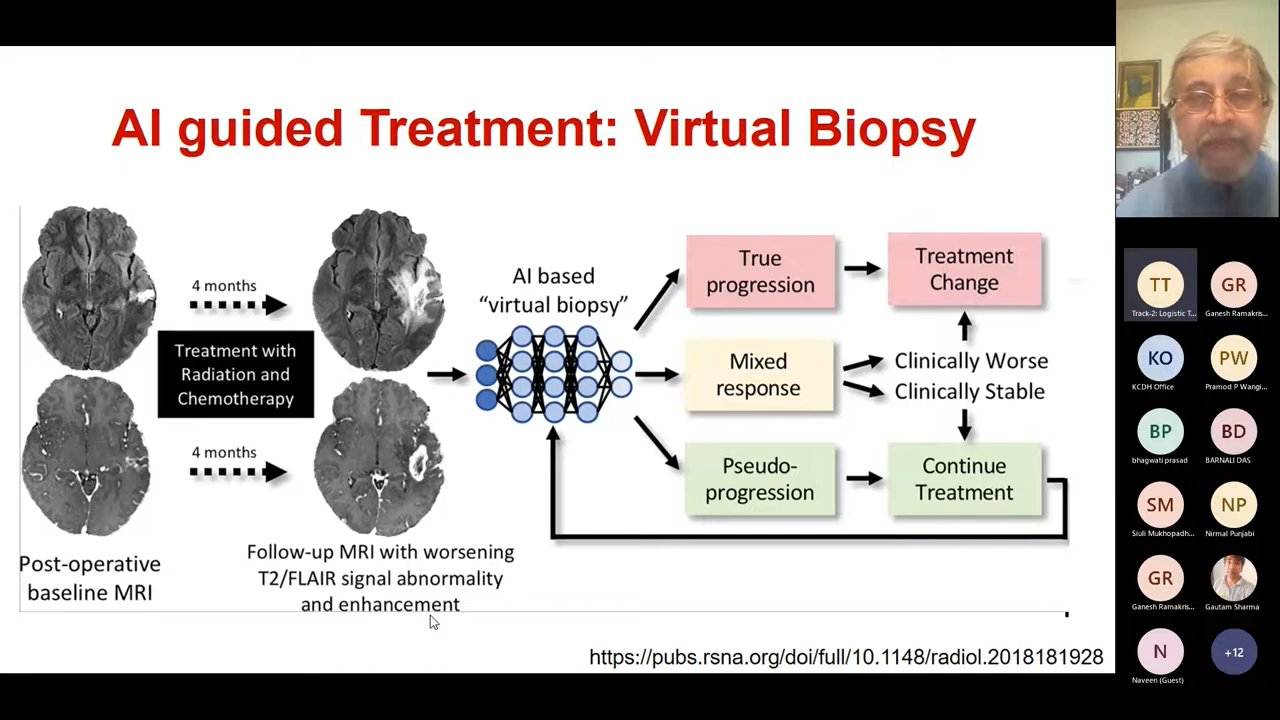 AI guided Treatment: Virtual Biopsy
4 months
Treatment with
Radiation and
Chemotherapy
4 months
Post-operative
baseline MRI
Follow-up MRI with worsening
T2/FLAIR signal abnormality
and enhancement
AI based
“virtual biopsy”
True
progression
Treatment
Change
Mixed
response
Clinically Worse
Clinically Stable
Pseudo-
progression
Continue
Treatment
https://pubs.rsna.org/doi/full/10.1148/radiol.2018181928
TT
Track-2: Logistic T...
GR
Ganesh Ramakris...
KO
KCDH Office
PW
Pramod P Wangi...
BP
bhagwati prasad
BD
BARNALI DAS
SM
Siuli Mukhopadh...
NP
Nirmal Punjabi
GR
Ganesh Ramakris...
Gautam Sharma
N
Naveen (Guest)
+12